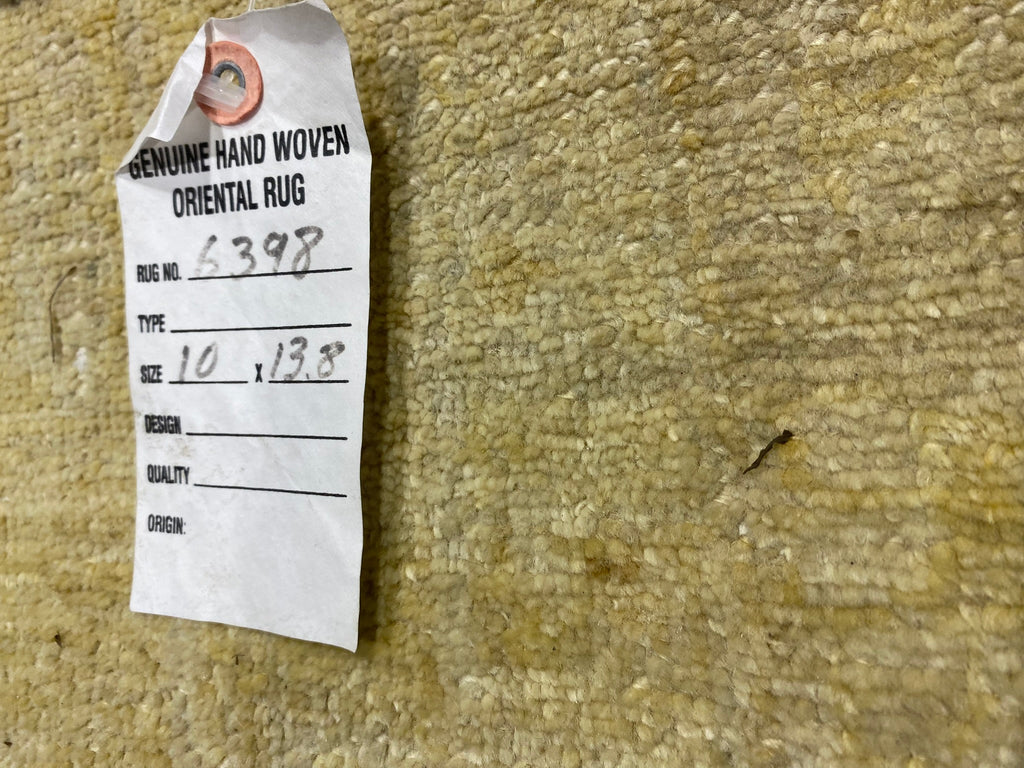 GENUINE HAND WOVEN
ORIENTAL RUG
RUG NO. 6398
TYPE
SIZE 10 X 13.8
DESIGN
QUALITY
ORIGIN: